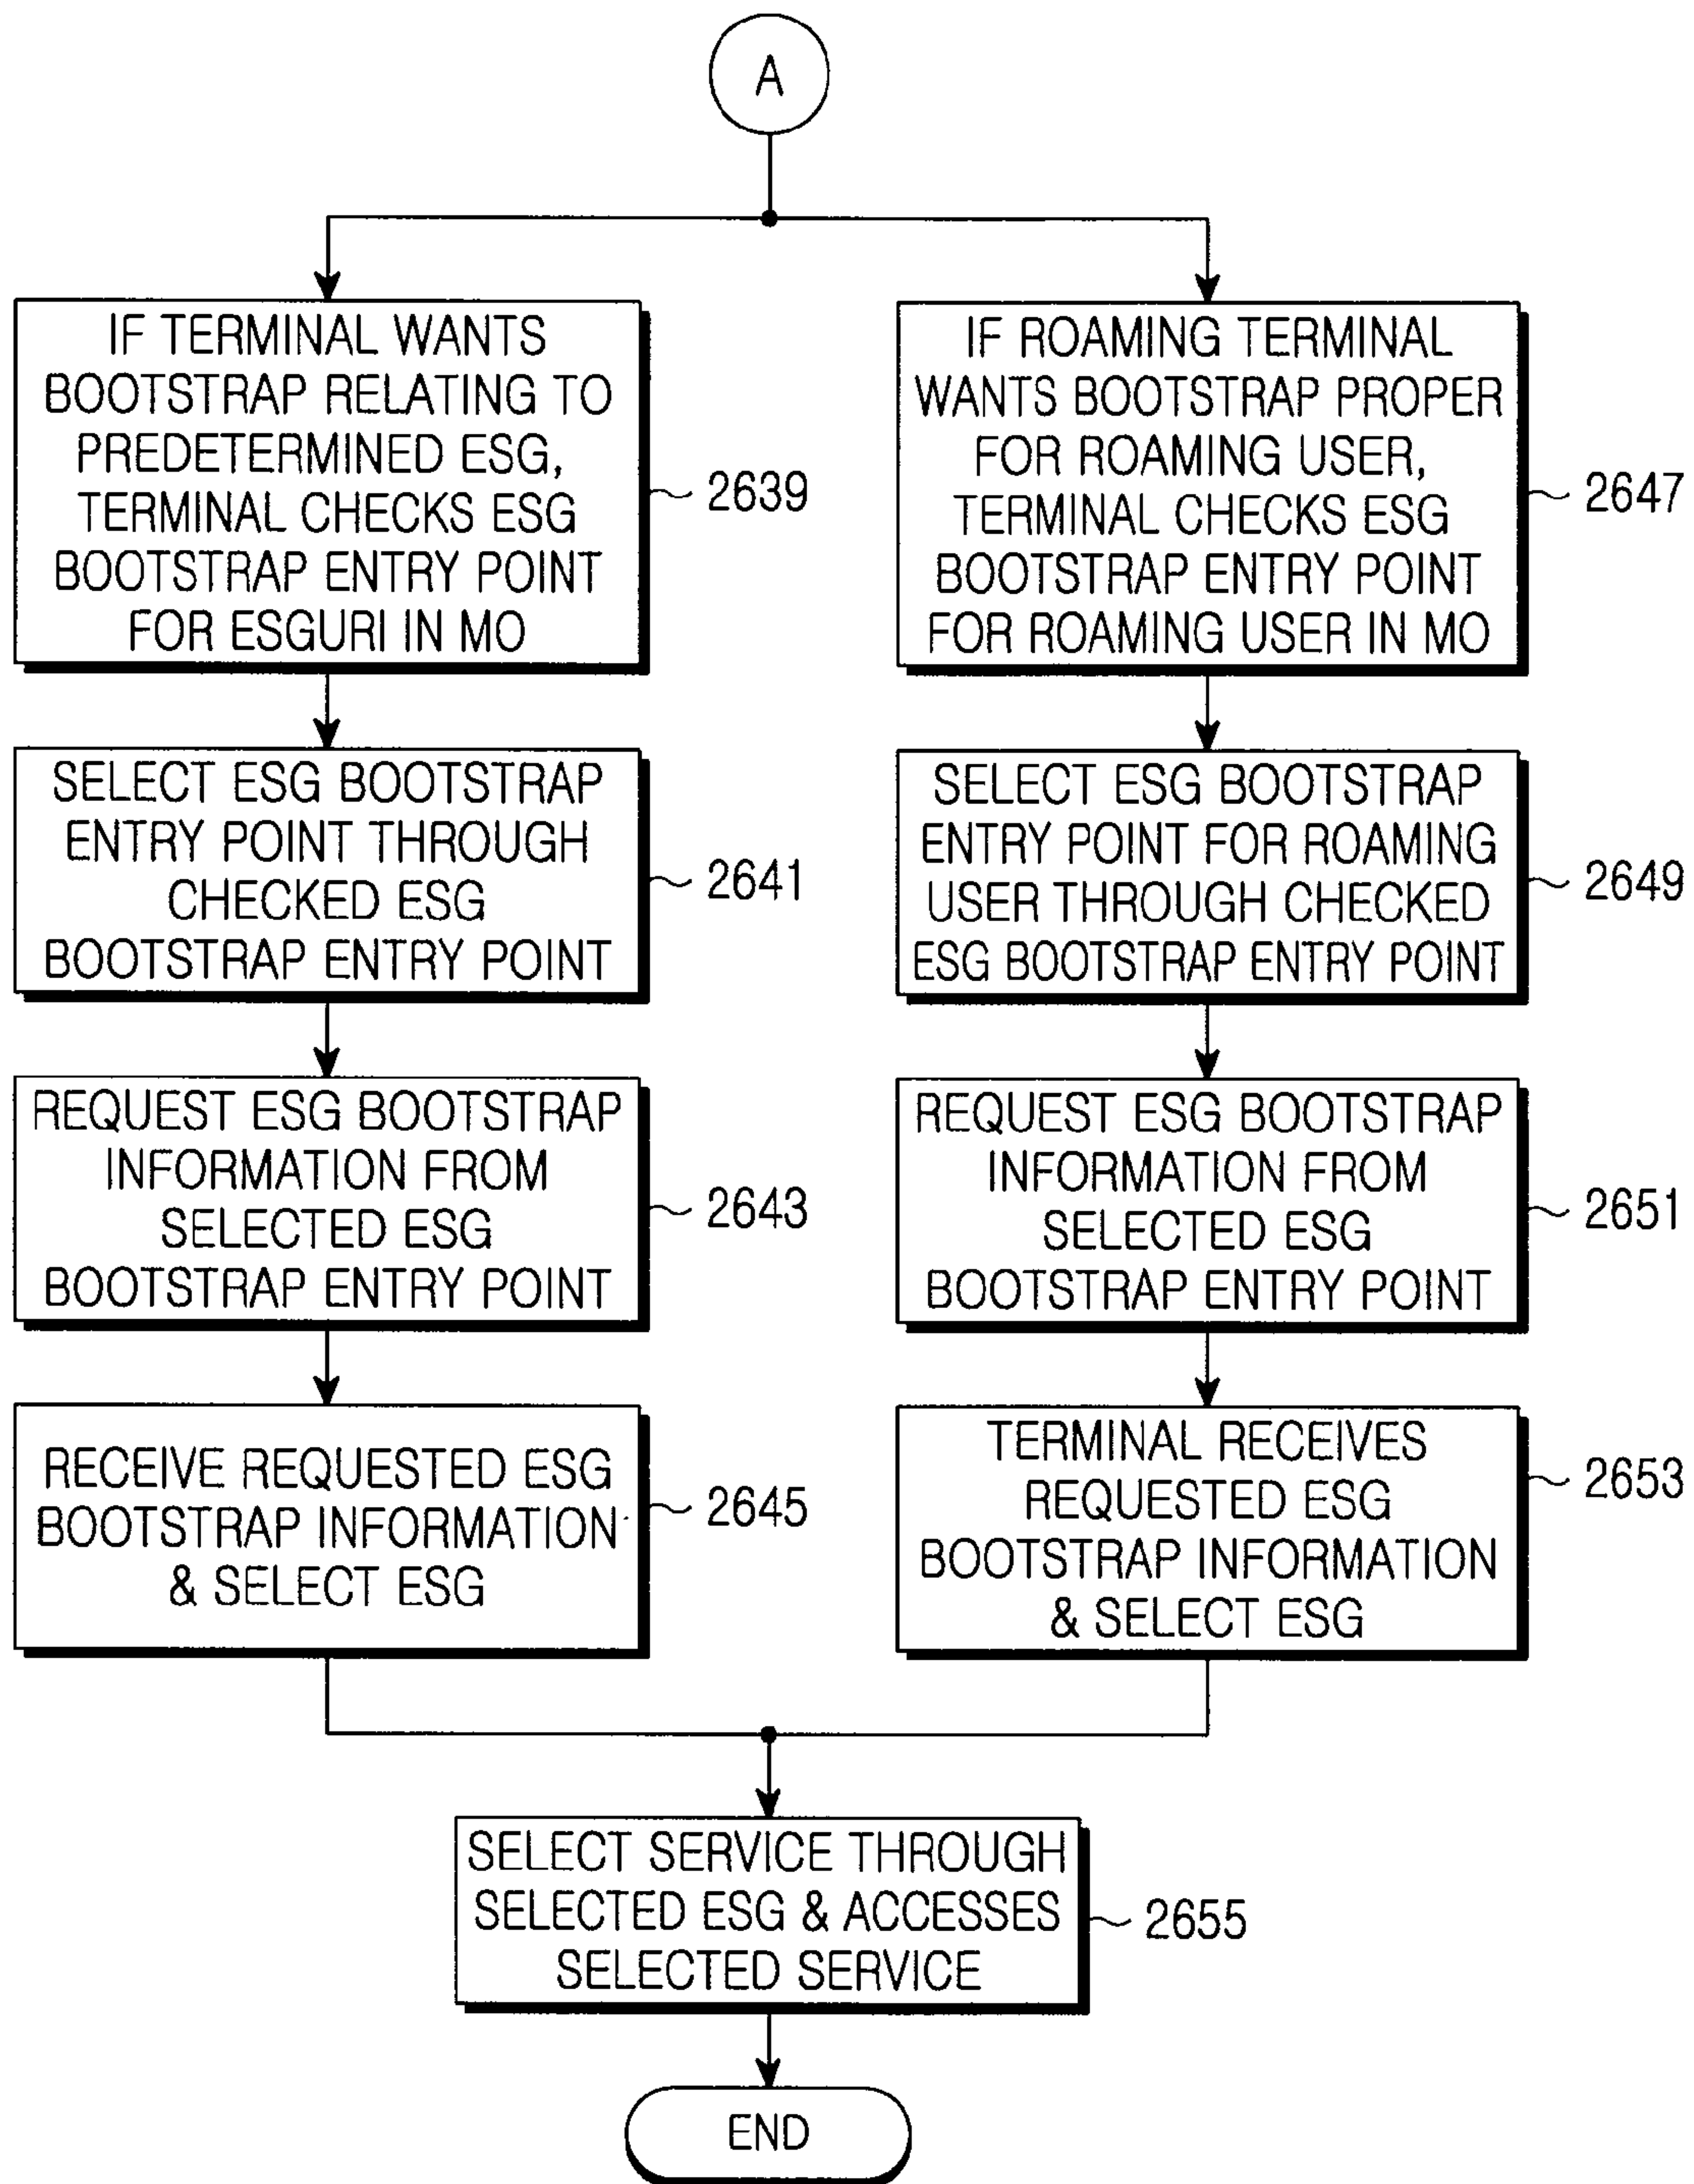 A
IF TERMINAL WANTS
BOOTSTRAP RELATING TO
PREDETERMINED ESG,
TERMINAL CHECKS ESG
BOOTSTRAP ENTRY POINT
FOR ESGURI IN MO
2639
SELECT ESG BOOTSTRAP
ENTRY POINT THROUGH
CHECKED ESG
BOOTSTRAP ENTRY POINT
2641
REQUEST ESG BOOTSTRAP
INFORMATION FROM
SELECTED ESG
BOOTSTRAP ENTRY POINT
2643
RECEIVE REQUESTED ESG
BOOTSTRAP INFORMATION
& SELECT ESG
2645
IF ROAMING TERMINAL
WANTS BOOTSTRAP PROPER
FOR ROAMING USER,
TERMINAL CHECKS ESG
BOOTSTRAP ENTRY POINT
FOR ROAMING USER IN MO
2647
SELECT ESG BOOTSTRAP
ENTRY POINT FOR ROAMING
USER THROUGH CHECKED
ESG BOOTSTRAP ENTRY POINT
2649
REQUEST ESG BOOTSTRAP
INFORMATION FROM
SELECTED ESG
BOOTSTRAP ENTRY POINT
2651
TERMINAL RECEIVES
REQUESTED ESG
BOOTSTRAP INFORMATION
& SELECT ESG
2653
SELECT SERVICE THROUGH
SELECTED ESG & ACCESSES
SELECTED SERVICE
2655
END